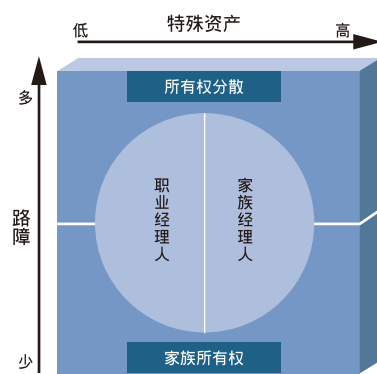 特殊资产
低
高
多
所有权分散
职业经理人
家族经理人
路障
少
家族所有权